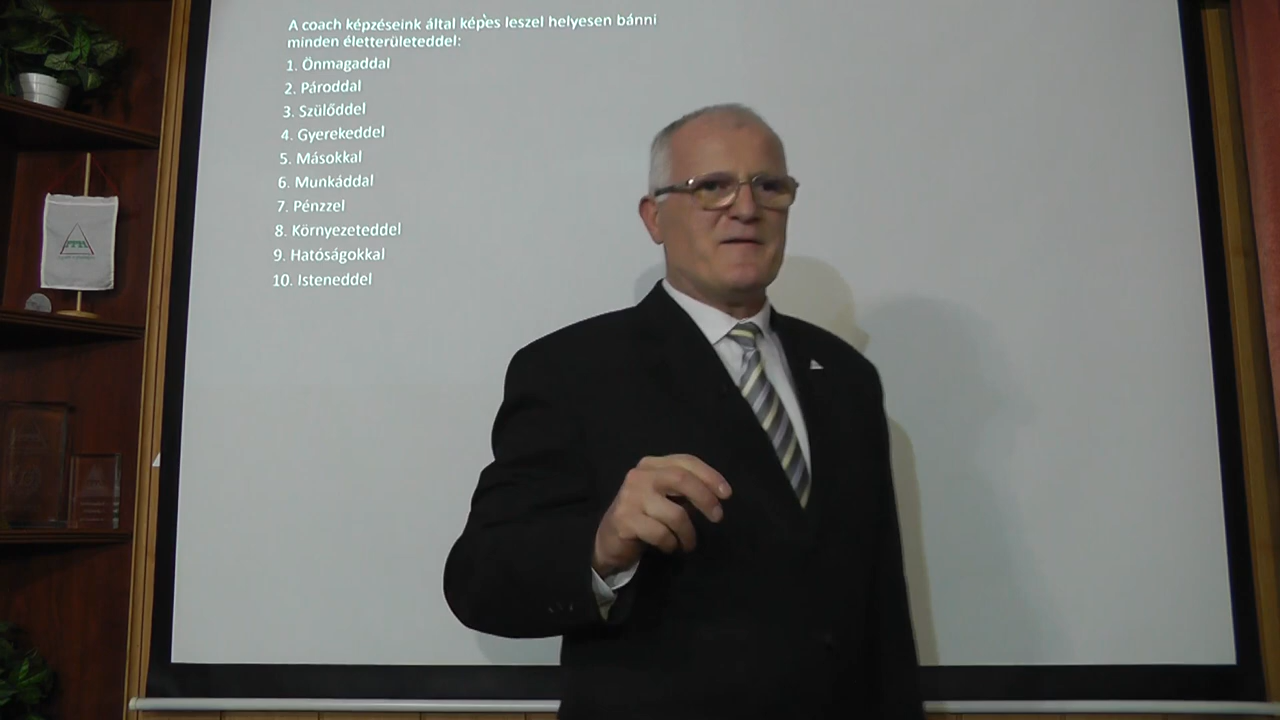 A coach képzéseink által képes leszel helyesen bánni
minden életterületeddel:
1. Önmagaddal
2. Pároddal
3. Szülőddel
4. Gyerekeddel
5. Másokkal
6. Munkáddal
7. Pénzzel
8. Környezeteddel
9. Hatóságokkal
10. Isteneddel